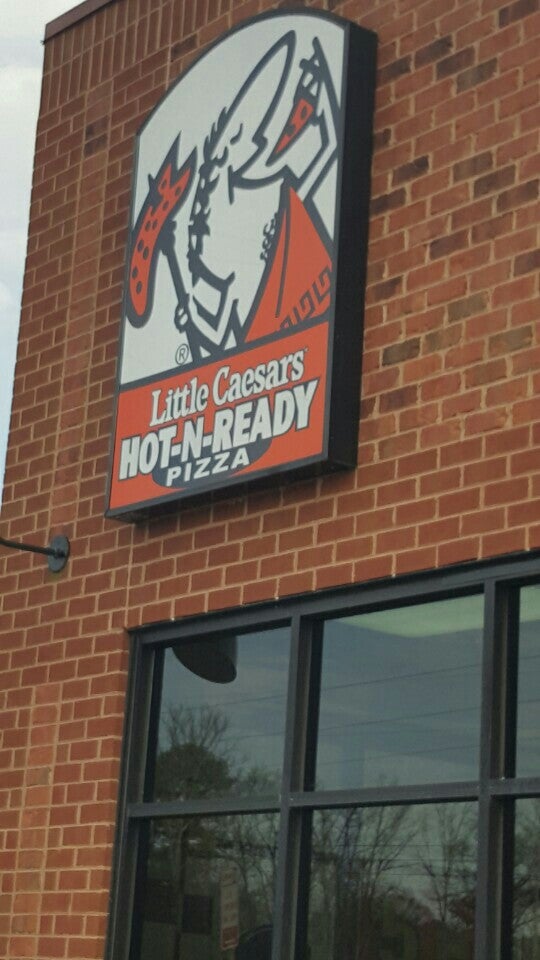 ®
Little Caesars
HOT-N-READY
PIZZA